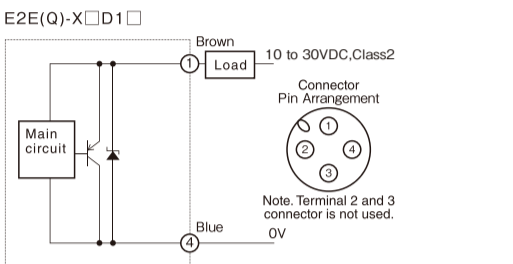 E2E(Q)-X□D1□
Brown
1
Load
10 to 30VDC,Class2
Connector
Pin Arrangement
1
2
4
3
Main
circuit
Note. Terminal 2 and 3
connector is not used.
Blue
4
0V